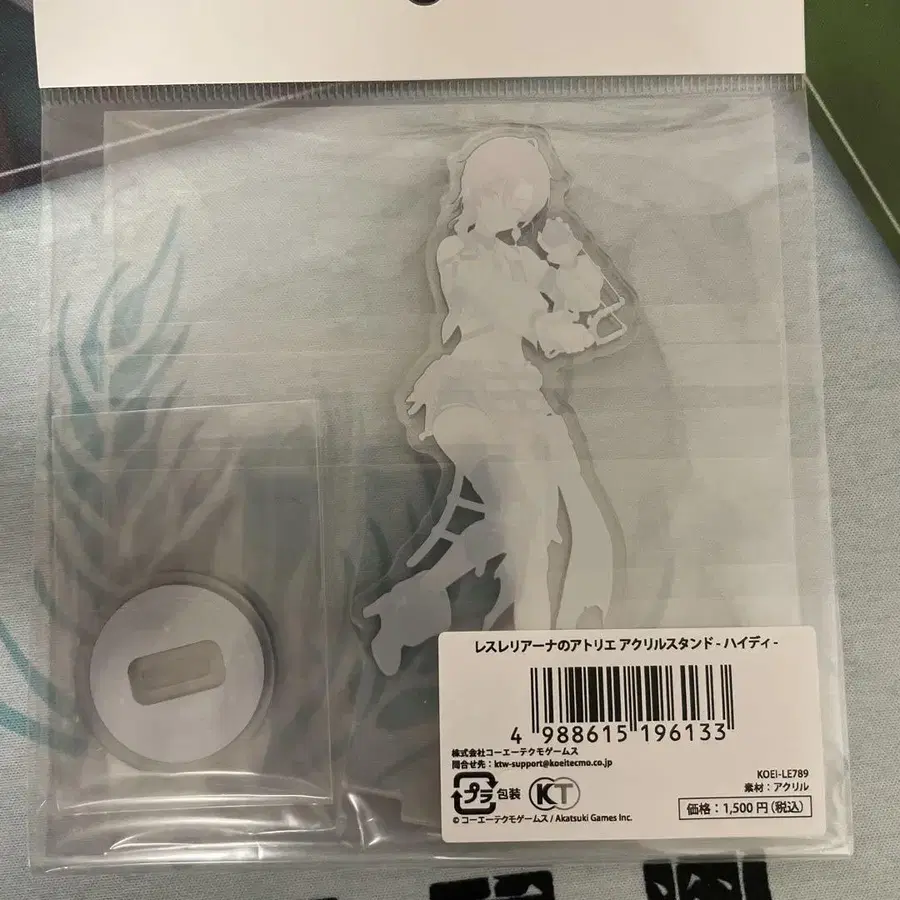 レスレリアーナのアトリエ アクリルスタンド - ハイディ -
4 988615 196133
株式会社コーエーテクモゲームス
問合せ先：ktw-support@koeitecmo.co.jp
KOEI-LE789
素材：アクリル
プラ 包装 KT
価格：1,500円（税込）
© コーエーテクモゲームス / Akatsuki Games Inc.